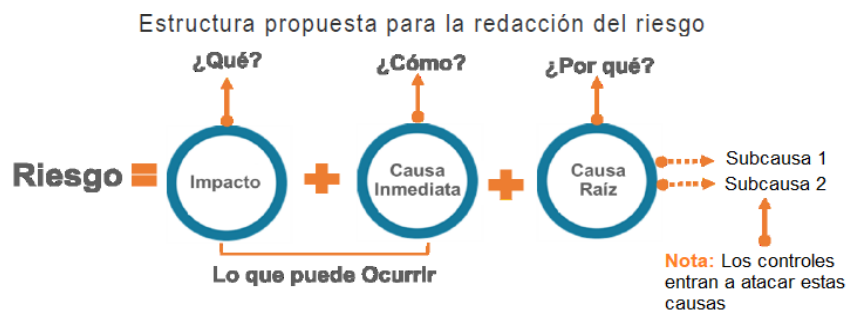 Estructura propuesta para la redacción del riesgo
¿Qué?
¿Cómo?
¿Por qué?
Riesgo =
Impacto
+
Causa
Inmediata
+
Causa
Raíz
Subcausa 1
Subcausa 2
Lo que puede Ocurrir
Nota: Los controles
entran a atacar estas
causas